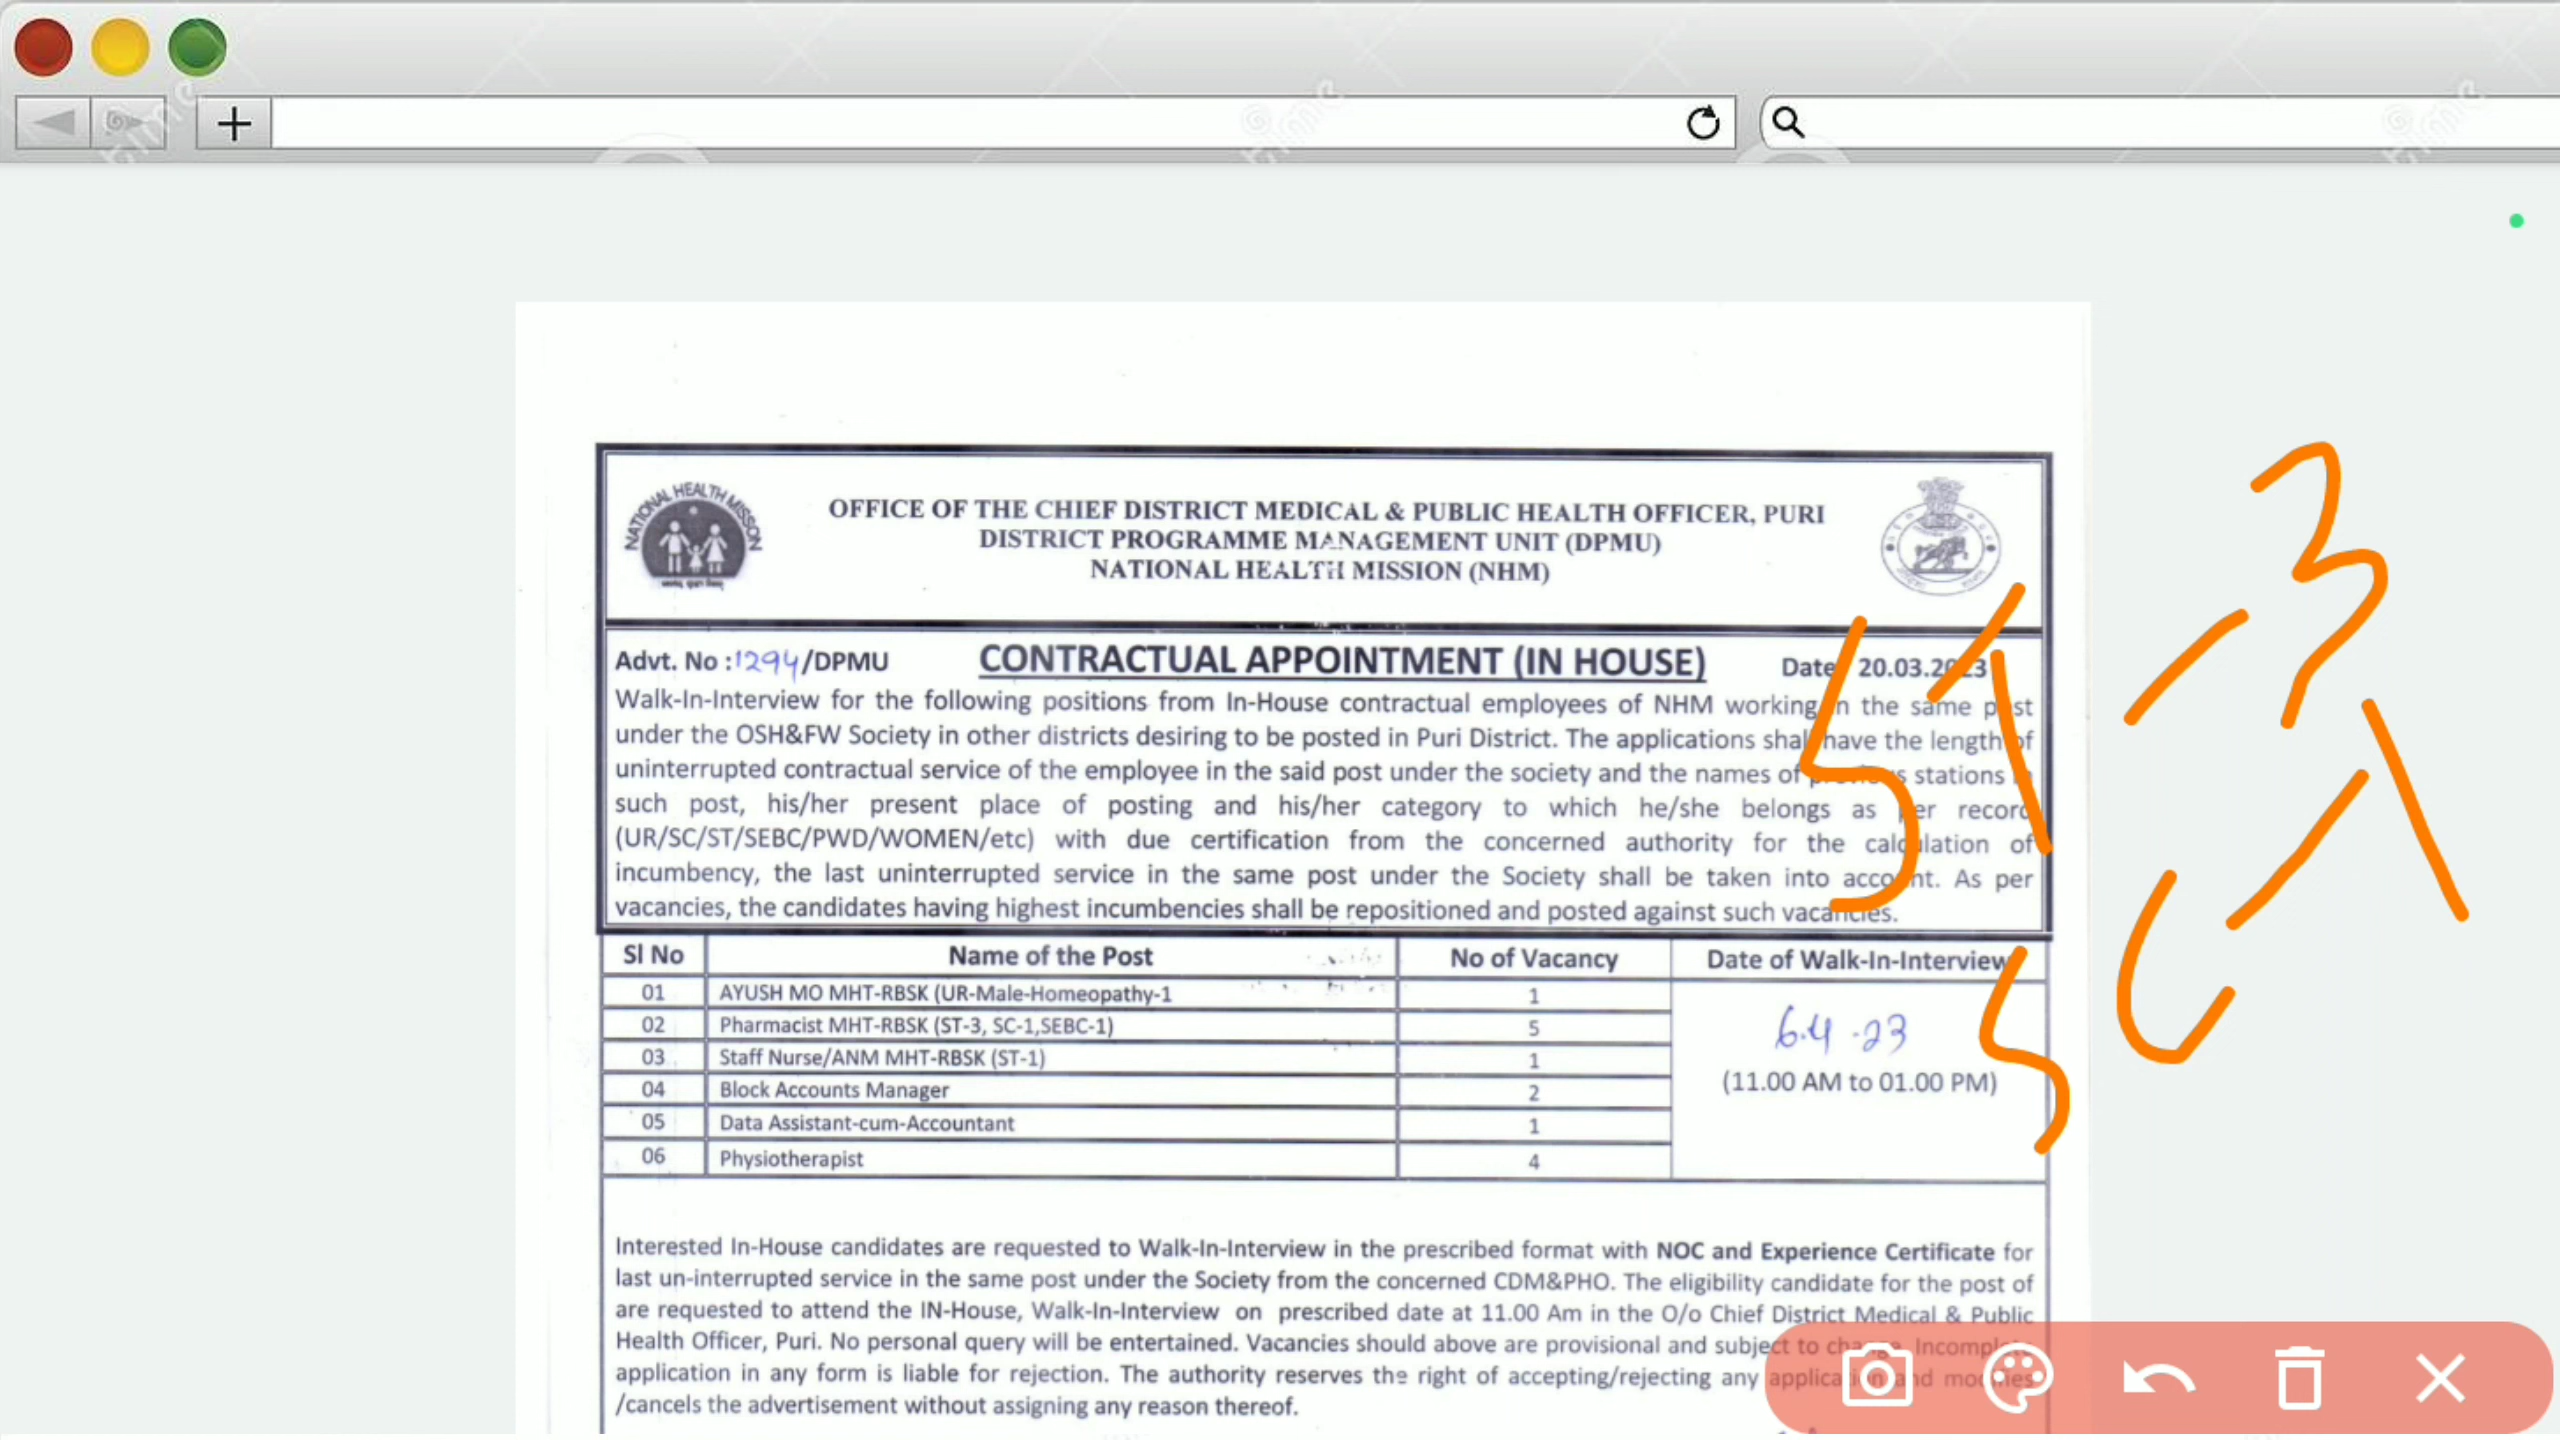 OFFICE OF THE CHIEF DISTRICT MEDICAL & PUBLIC HEALTH OFFICER, PURI
DISTRICT PROGRAMME MANAGEMENT UNIT (DPMU)
NATIONAL HEALTH MISSION (NHM)
NATIONAL HEALTH MISSION
Advt. No :1294/DPMU CONTRACTUAL APPOINTMENT (IN HOUSE) Date 20.03.2023
Walk-In-Interview for the following positions from In-House contractual employees of NHM working in the same post
under the OSH&FW Society in other districts desiring to be posted in Puri District. The applications shall have the length of
uninterrupted contractual service of the employee in the said post under the society and the names of previous stations in
such post, his/her present place of posting and his/her category to which he/she belongs as per record
(UR/SC/ST/SEBC/PWD/WOMEN/etc) with due certification from the concerned authority for the calculation of
incumbency, the last uninterrupted service in the same post under the Society shall be taken into account. As per
vacancies, the candidates having highest incumbencies shall be repositioned and posted against such vacancies.
Sl No Name of the Post No of Vacancy Date of Walk-In-Interview
01 AYUSH MO MHT-RBSK (UR-Male-Homeopathy-1 1
02 Pharmacist MHT-RBSK (ST-3, SC-1,SEBC-1) 5
6.4.23
03 Staff Nurse/ANM MHT-RBSK (ST-1) 1
(11.00 AM to 01.00 PM)
04 Block Accounts Manager 2
05 Data Assistant-cum-Accountant 1
06 Physiotherapist 4
Interested In-House candidates are requested to Walk-In-Interview in the prescribed format with NOC and Experience Certificate for
last un-interrupted service in the same post under the Society from the concerned CDM&PHO. The eligibility candidate for the post of
are requested to attend the IN-House, Walk-In-Interview on prescribed date at 11.00 Am in the O/o Chief District Medical & Public
Health Officer, Puri. No personal query will be entertained. Vacancies should above are provisional and subject to change. Incomplete
application in any form is liable for rejection. The authority reserves the right of accepting/rejecting any application and modifies
/cancels the advertisement without assigning any reason thereof.